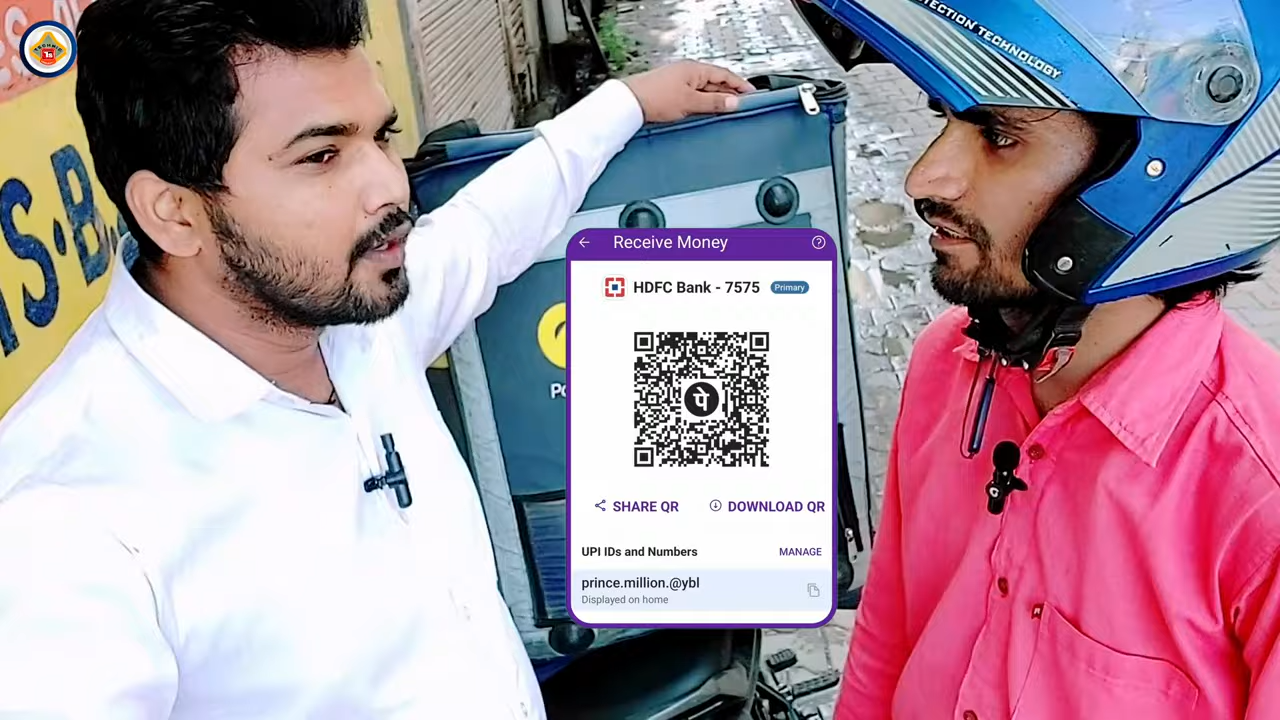 S.B
OTECTION TECHNOLOGY
Receive Money
HDFC Bank - 7575 Primary
पे
SHARE QR DOWNLOAD QR
UPI IDs and Numbers MANAGE
prince.million.@ybl
Displayed on home